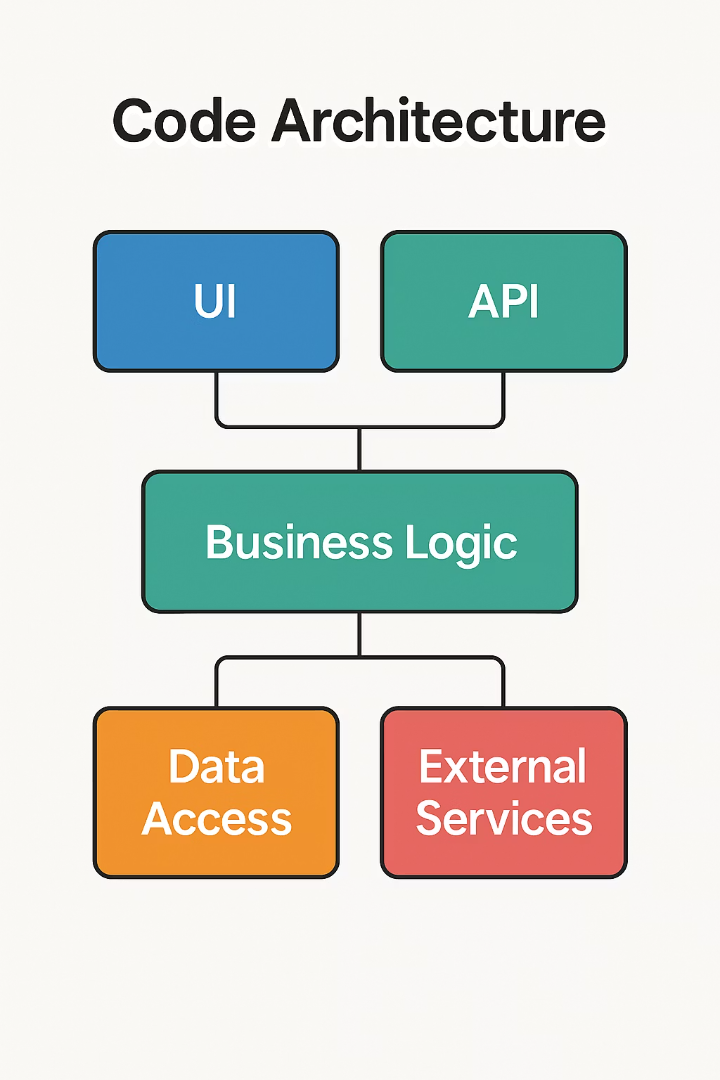 Code Architecture
UI
API
Business Logic
Data
Access
External
Services